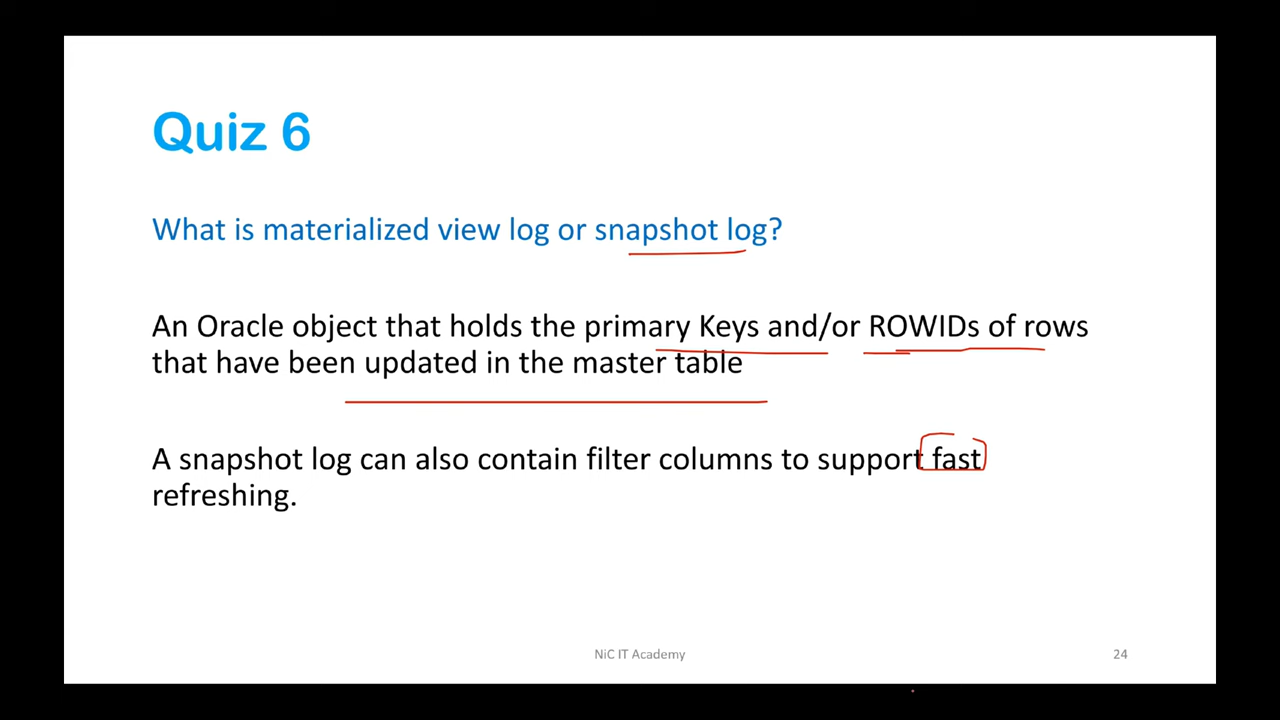 Quiz 6
What is materialized view log or snapshot log?
An Oracle object that holds the primary Keys and/or ROWIDs of rows
that have been updated in the master table
A snapshot log can also contain filter columns to support fast
refreshing.
NiC IT Academy
24